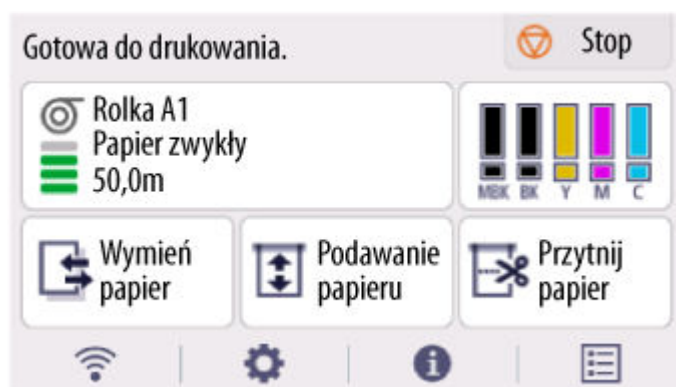 Gotowa do drukowania.
Stop
Rolka A1
Papier zwykły
50,0m
MBK BK Y M C
Wymień
papier
Podawanie
papieru
Przytnij
papier